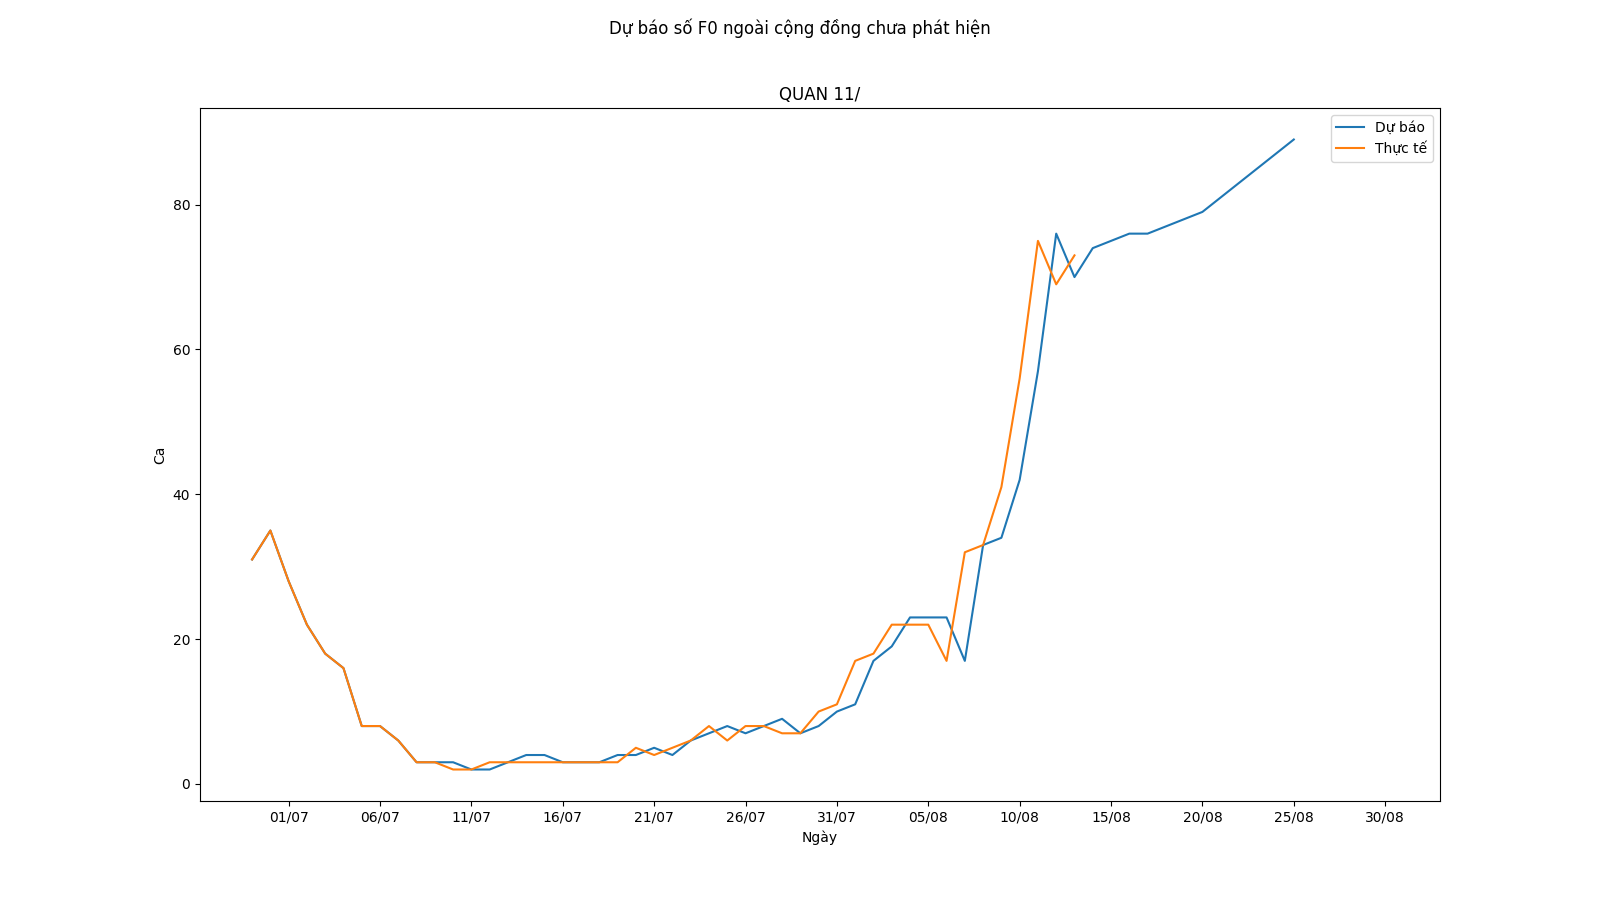 Dự báo số F0 ngoài cộng đồng chưa phát hiện
QUAN 11/
Dự báo
Thực tế
80
60
40
20
0
Ca
01/07 06/07 11/07 16/07 21/07 26/07 31/07 05/08 10/08 15/08 20/08 25/08 30/08
Ngày